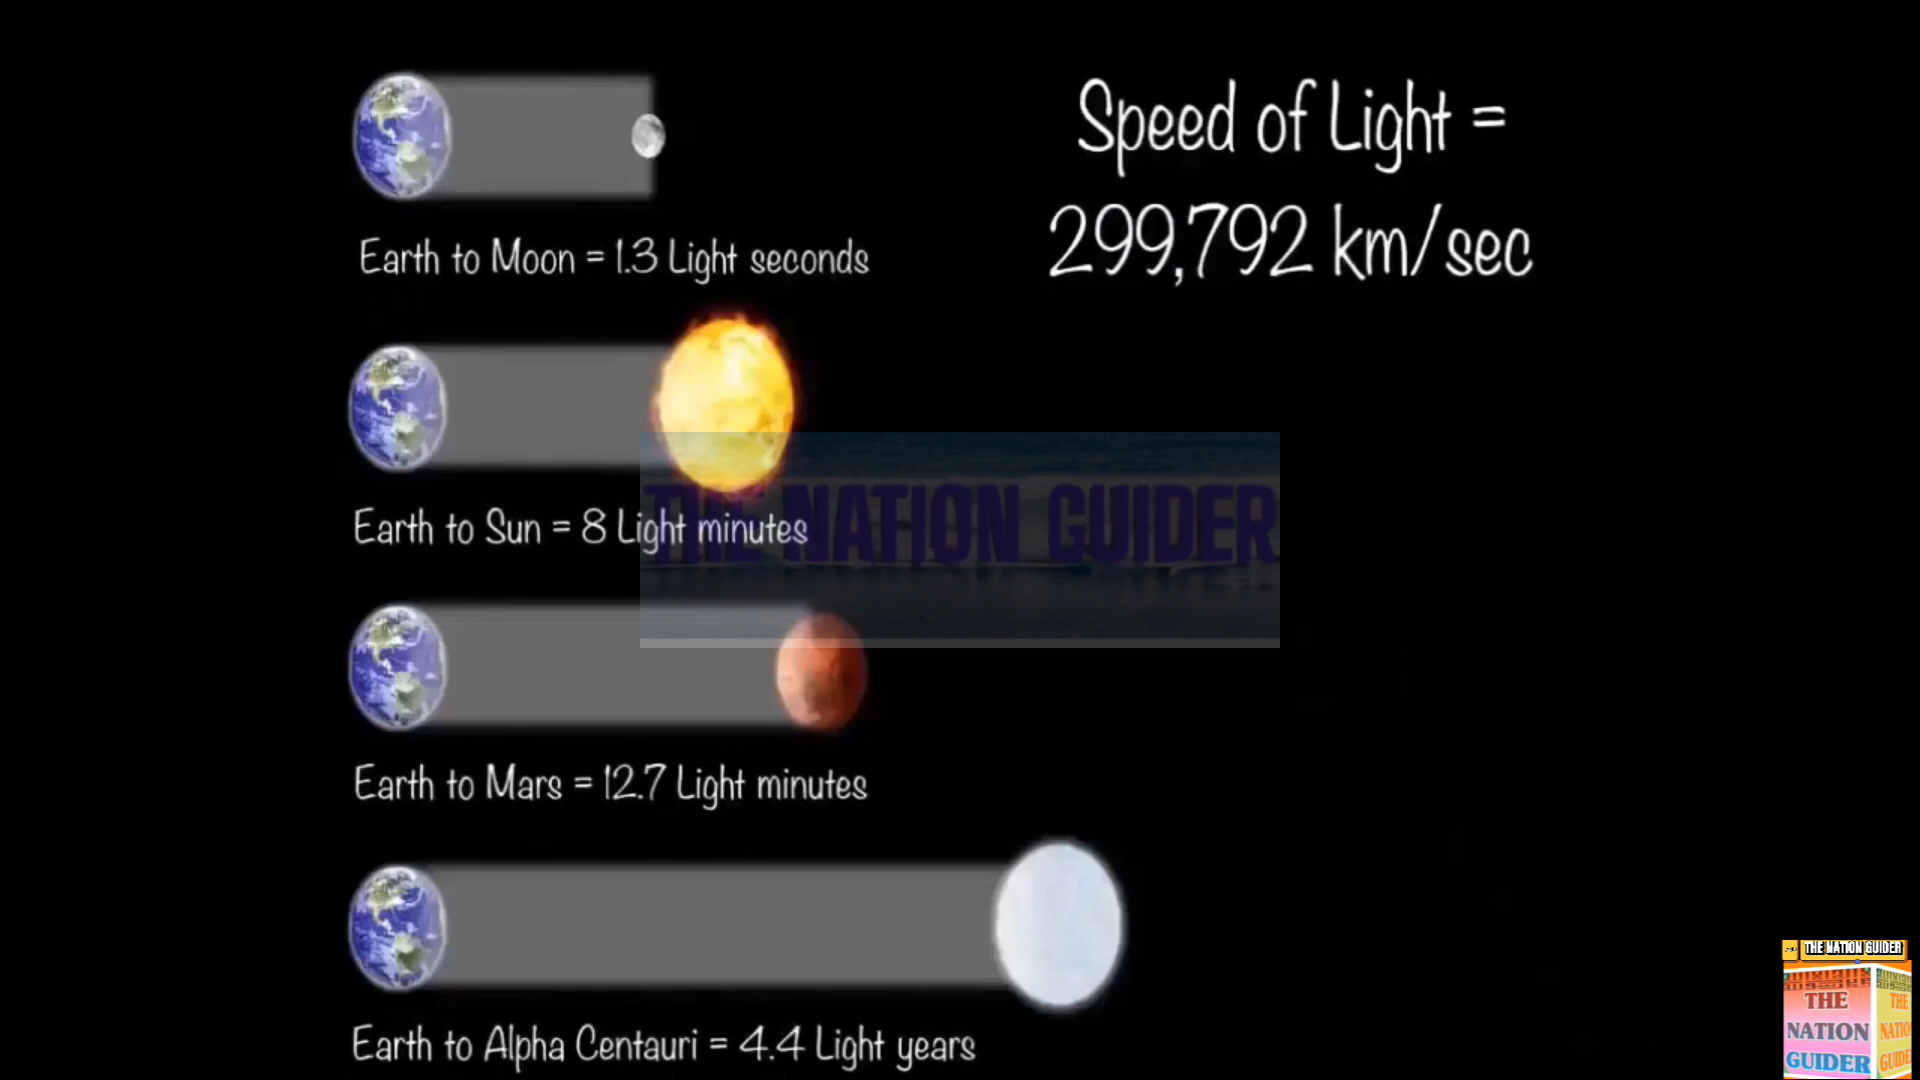 Speed of Light =
299,792 km/sec
Earth to Moon = 1.3 Light seconds
Earth to Sun = 8 Light minutes
THE NATION GUIDER
Earth to Mars = 12.7 Light minutes
Earth to Alpha Centauri = 4.4 Light years
THE NATION GUIDER
THE
NATION
GUIDER